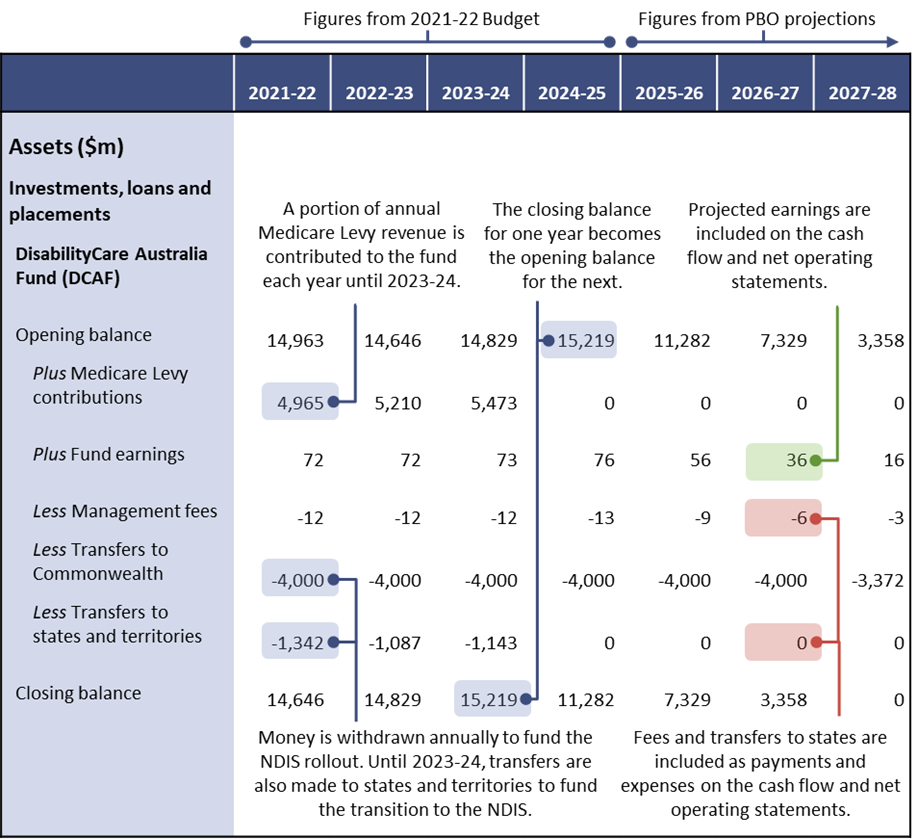 Figures from 2021-22 Budget
Figures from PBO projections
2021-22 2022-23 2023-24 2024-25 2025-26 2026-27 2027-28
Assets ($m)
Investments, loans and
placements
DisabilityCare Australia
Fund (DCAF)
A portion of annual
Medicare Levy revenue is
contributed to the fund
each year until 2023-24.
The closing balance
for one year becomes
the opening balance
for the next.
Projected earnings are
included on the cash
flow and net operating
statements.
Opening balance 14,963 14,646 14,829 15,219 11,282 7,329 3,358
Plus Medicare Levy
contributions 4,965 5,210 5,473 0 0 0 0
Plus Fund earnings 72 72 73 76 56 36 16
Less Management fees -12 -12 -12 -13 -9 -6 -3
Less Transfers to
Commonwealth -4,000 -4,000 -4,000 -4,000 -4,000 -4,000 -3,372
Less Transfers to
states and territories -1,342 -1,087 -1,143 0 0 0 0
Closing balance 14,646 14,829 15,219 11,282 7,329 3,358 0
Money is withdrawn annually to fund the
NDIS rollout. Until 2023-24, transfers are
also made to states and territories to fund
the transition to the NDIS.
Fees and transfers to states are
included as payments and
expenses on the cash flow and net
operating statements.